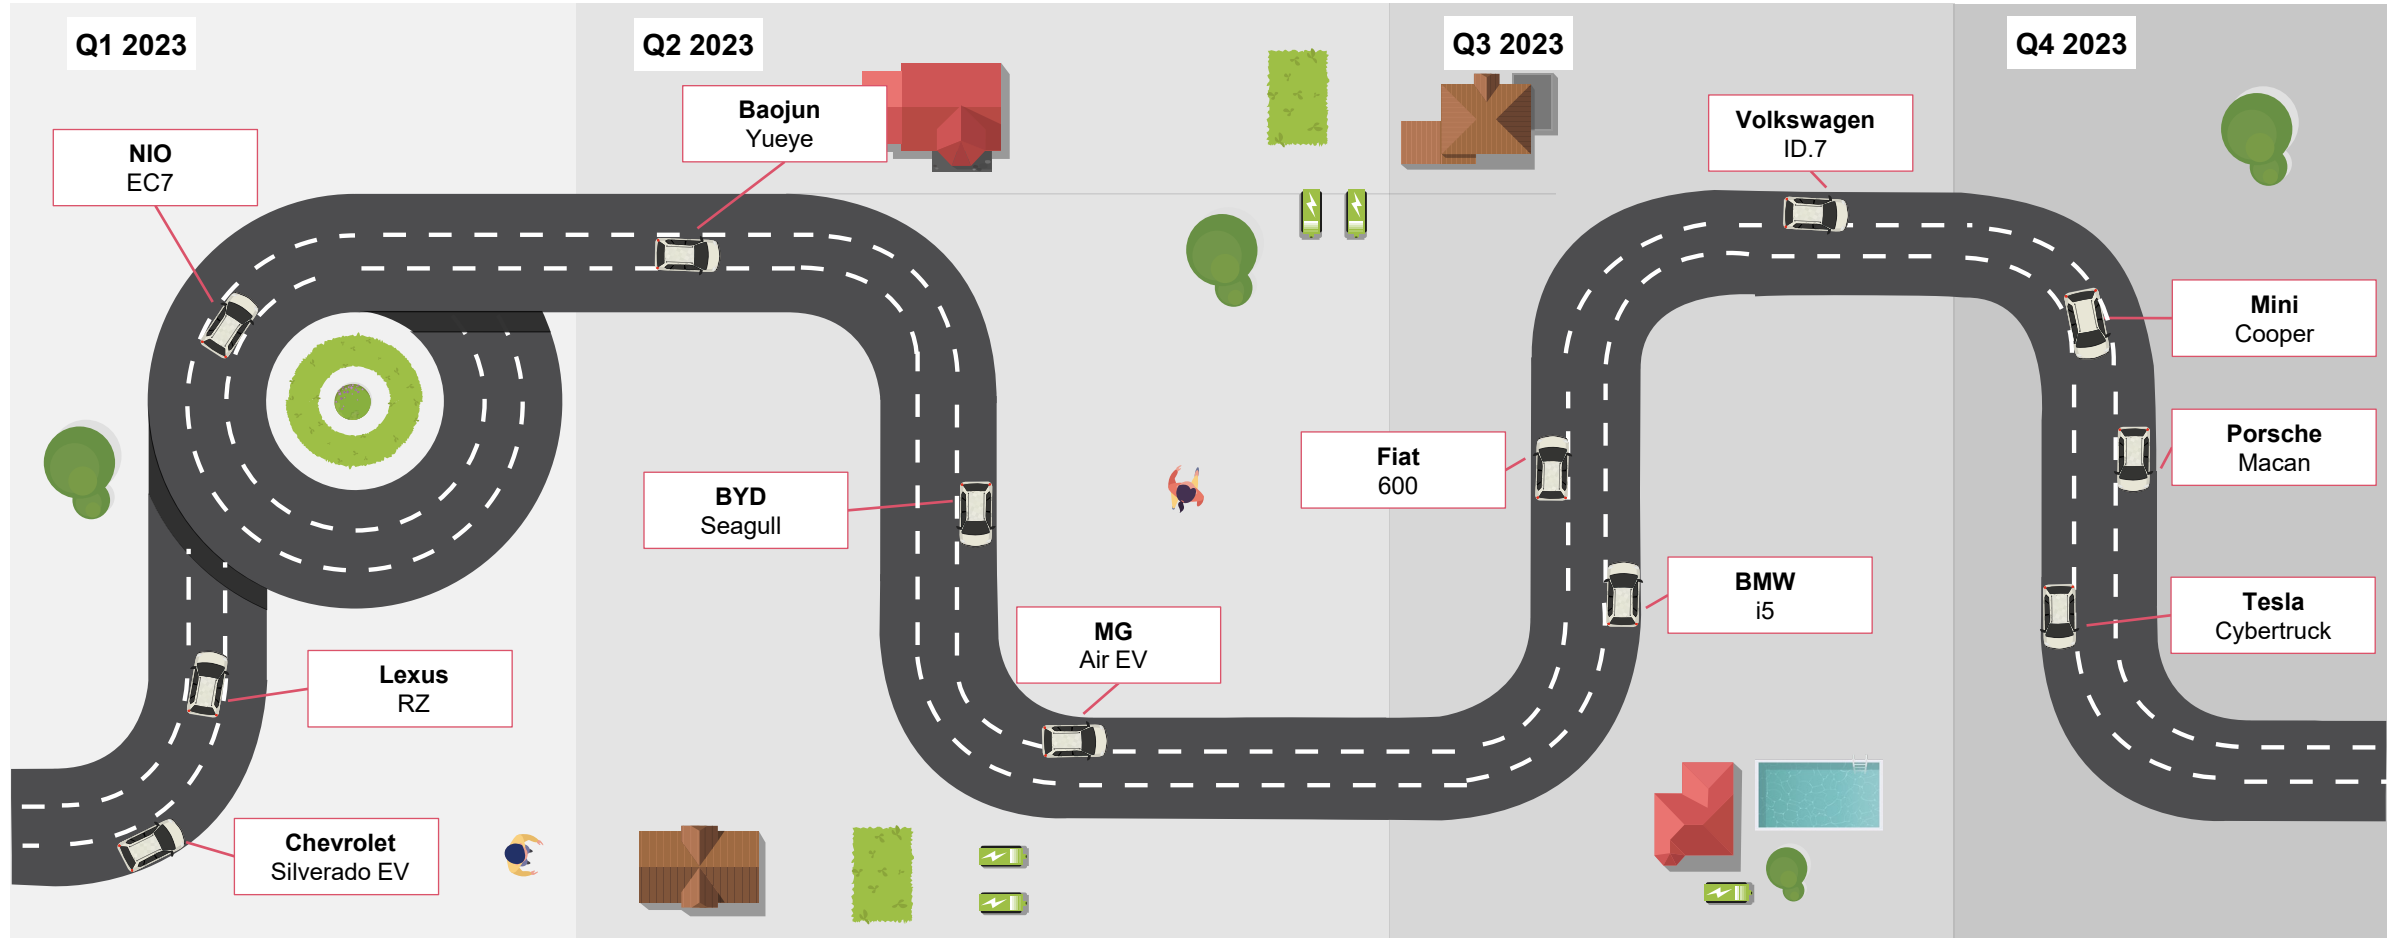 Q1 2023
Q2 2023
Q3 2023
Q4 2023
NIO
EC7
Lexus
RZ
Chevrolet
Silverado EV
Baojun
Yueye
BYD
Seagull
MG
Air EV
Fiat
600
BMW
i5
Volkswagen
ID.7
Mini
Cooper
Porsche
Macan
Tesla
Cybertruck